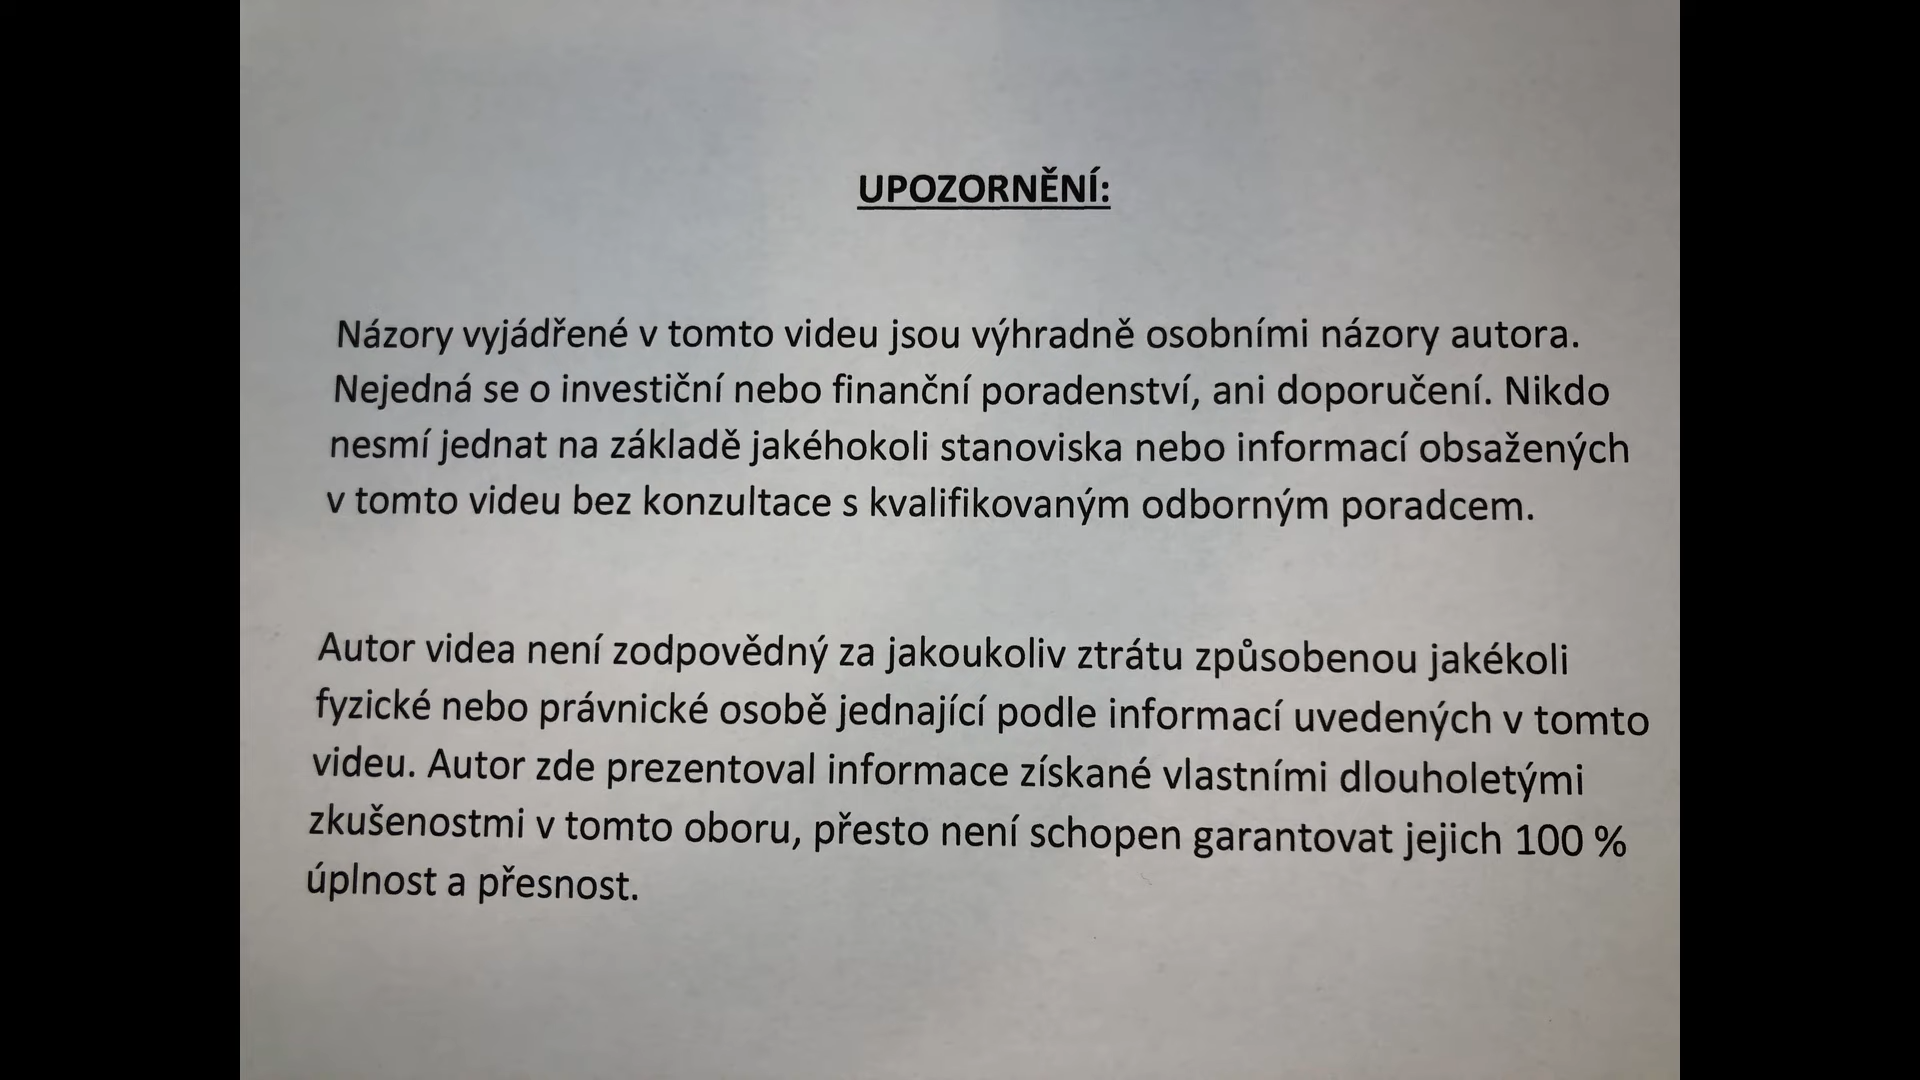 UPOZORNĚNÍ:
Názory vyjádřené v tomto videu jsou výhradně osobními názory autora.
Nejedná se o investiční nebo finanční poradenství, ani doporučení. Nikdo
nesmí jednat na základě jakéhokoli stanoviska nebo informací obsažených
v tomto videu bez konzultace s kvalifikovaným odborným poradcem.
Autor videa není zodpovědný za jakoukoliv ztrátu způsobenou jakékoli
fyzické nebo právnické osobě jednající podle informací uvedených v tomto
videu. Autor zde prezentoval informace získané vlastními dlouholetými
zkušenostmi v tomto oboru, přesto není schopen garantovat jejich 100 %
úplnost a přesnost.